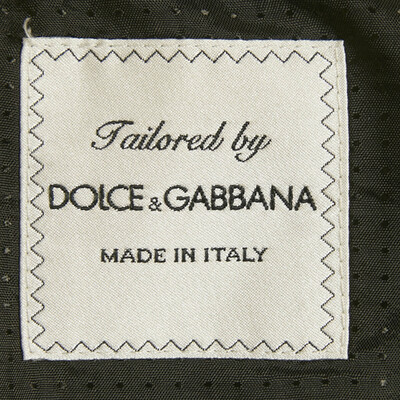 Tailored by
DOLCE & GABBANA
MADE IN ITALY